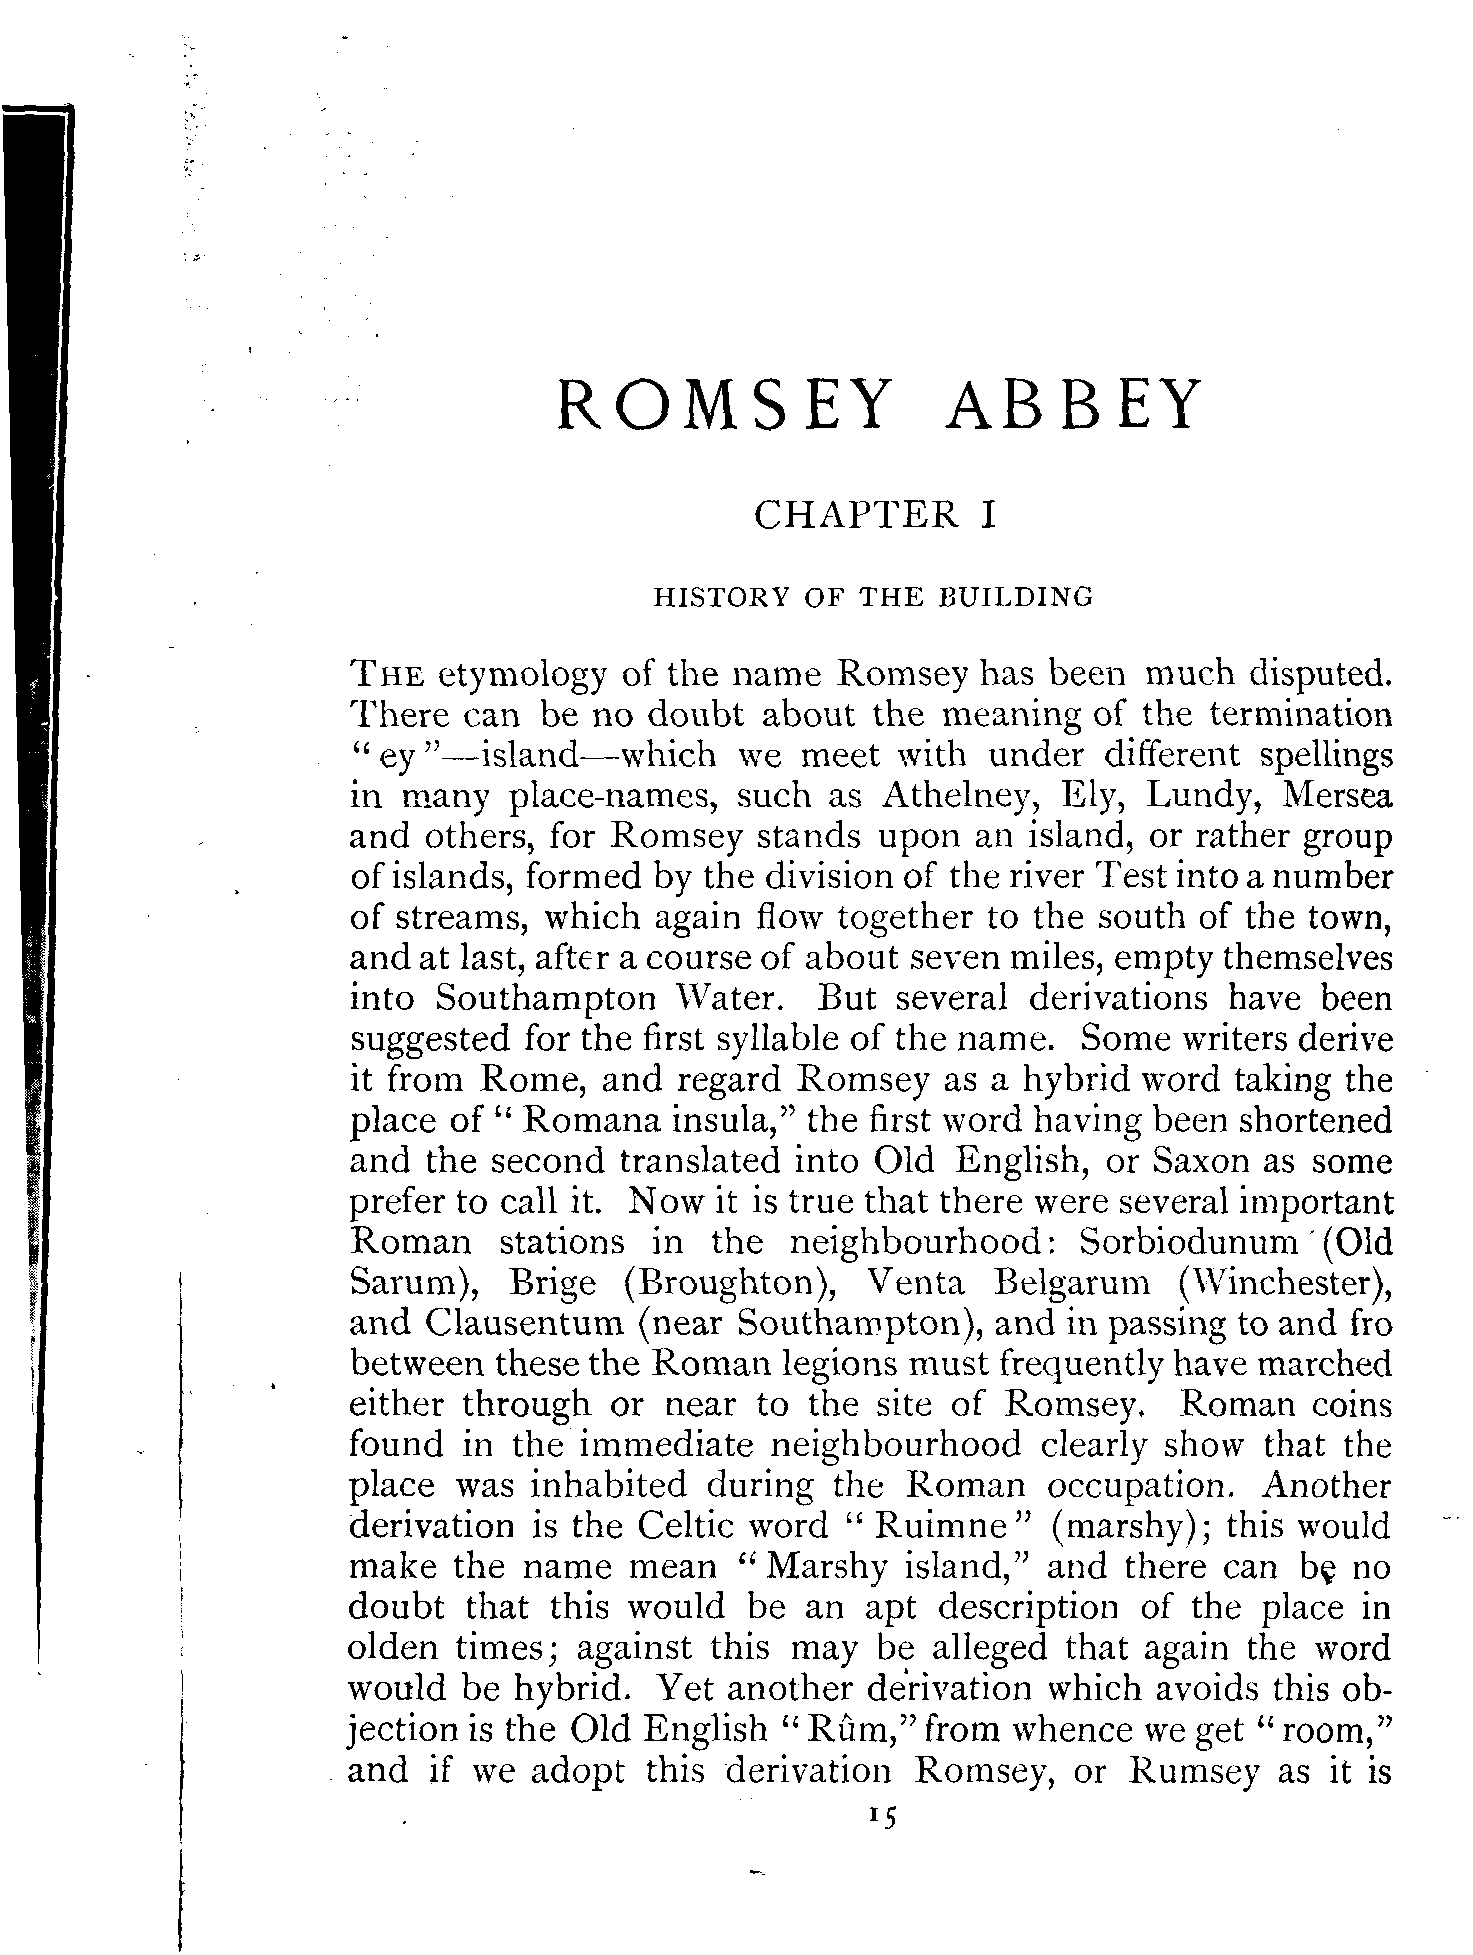 ROMSEY ABBEY
CHAPTER I
HISTORY OF THE BUILDING
THE etymology of the name Romsey has been much disputed.
There can be no doubt about the meaning of the termination
“ey”—island—which we meet with under different spellings
in many place-names, such as Athelney, Ely, Lundy, Mersea
and others, for Romsey stands upon an island, or rather group
of islands, formed by the division of the river Test into a number
of streams, which again flow together to the south of the town,
and at last, after a course of about seven miles, empty themselves
into Southampton Water. But several derivations have been
suggested for the first syllable of the name. Some writers derive
it from Rome, and regard Romsey as a hybrid word taking the
place of “Romana insula,” the first word having been shortened
and the second translated into Old English, or Saxon as some
prefer to call it. Now it is true that there were several important
Roman stations in the neighbourhood: Sorbiodunum (Old
Sarum), Brige (Broughton), Venta Belgarum (Winchester),
and Clausentum (near Southampton), and in passing to and fro
between these the Roman legions must frequently have marched
either through or near to the site of Romsey. Roman coins
found in the immediate neighbourhood clearly show that the
place was inhabited during the Roman occupation. Another
derivation is the Celtic word “Ruimne” (marshy); this would
make the name mean “Marshy island,” and there can be no
doubt that this would be an apt description of the place in
olden times; against this may be alleged that again the word
would be hybrid. Yet another derivation which avoids this ob-
jection is the Old English “Rûm,” from whence we get “room,”
and if we adopt this derivation Romsey, or Rumsey as it is
15